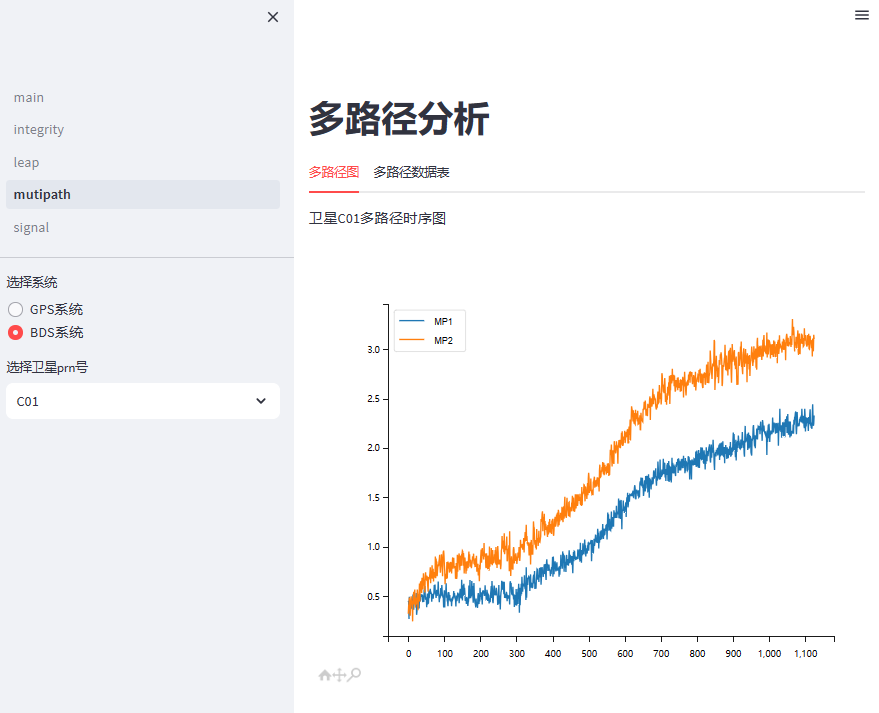 main
integrity
leap
mutipath
signal
选择系统
GPS系统
BDS系统
选择卫星prn号
C01
多路径分析
多路径图 多路径数据表
卫星C01多路径时序图
MP1
MP2
3.0
2.5
2.0
1.5
1.0
0.5
0 100 200 300 400 500 600 700 800 900 1,000 1,100